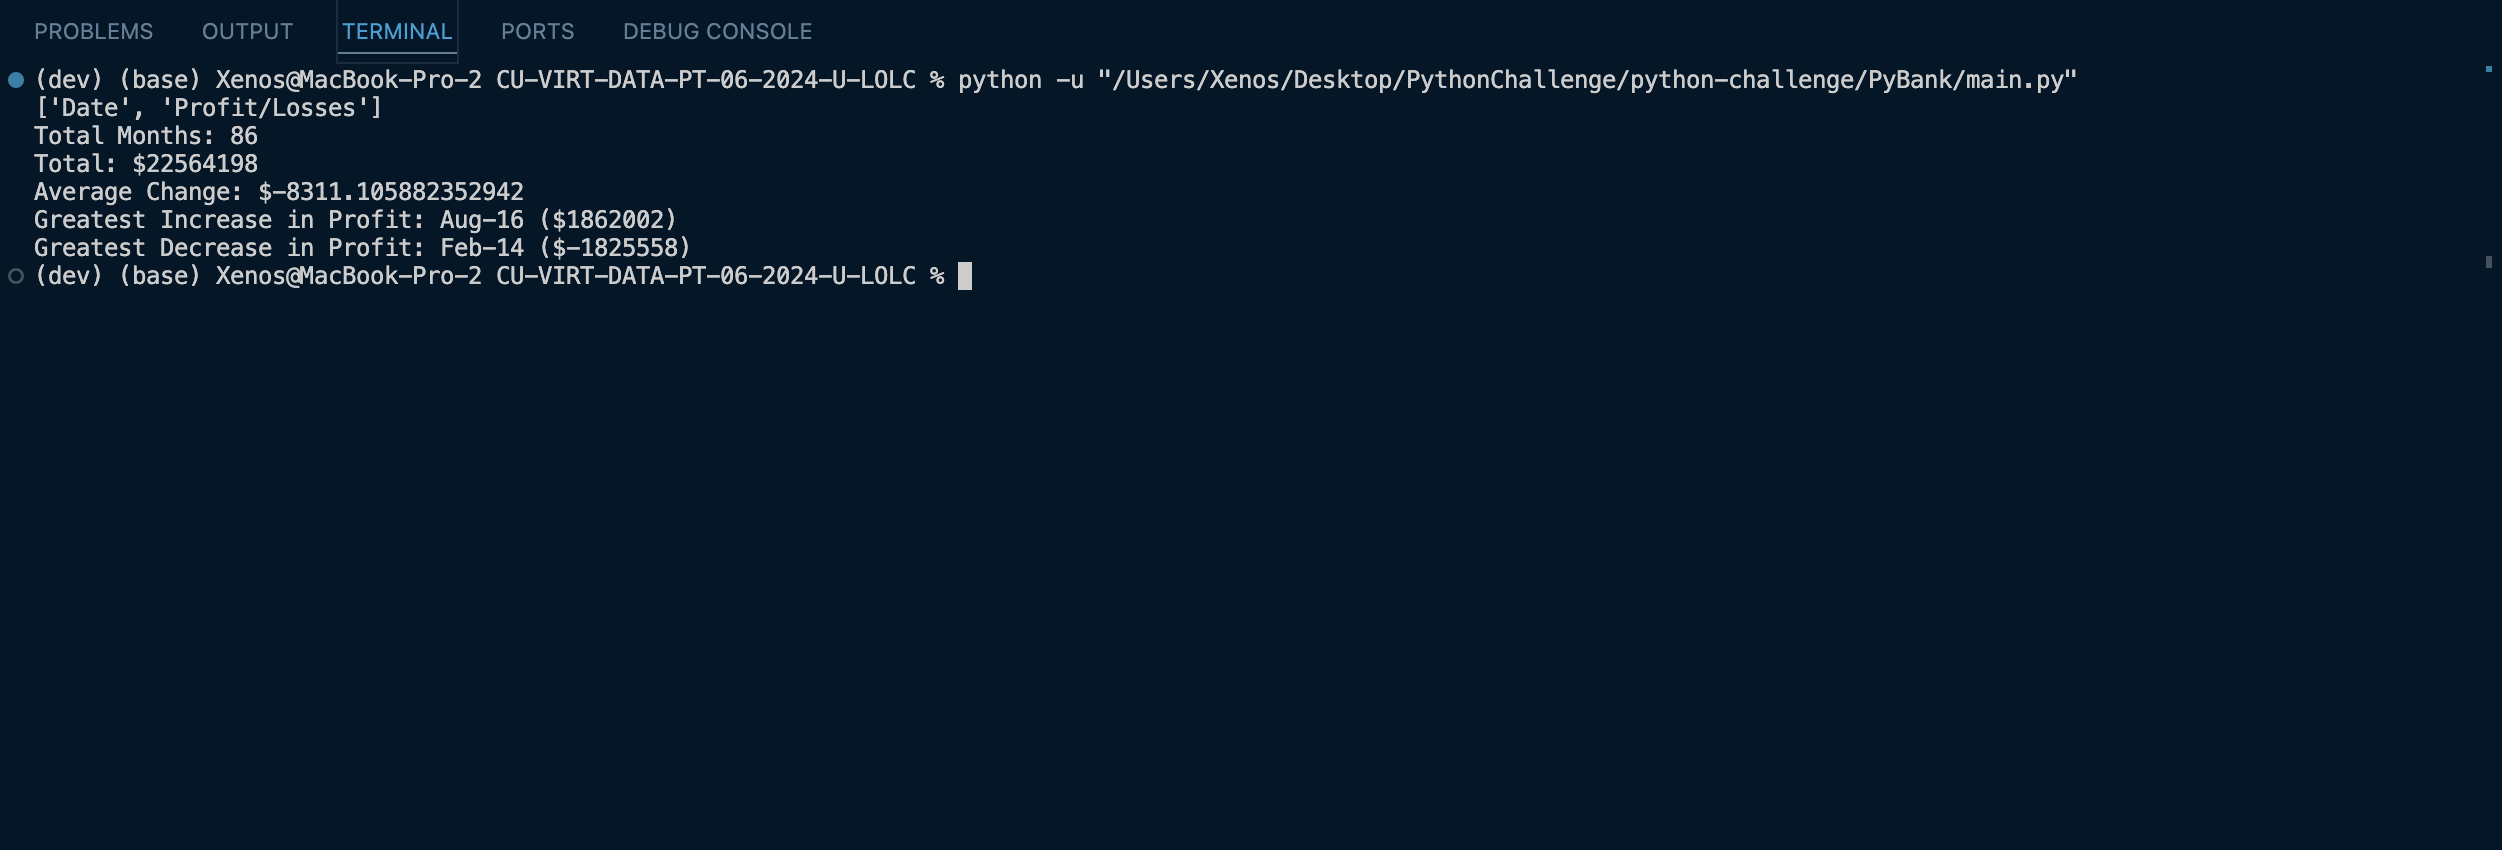 PROBLEMS OUTPUT TERMINAL PORTS DEBUG CONSOLE
(dev) (base) Xenos@MacBook-Pro-2 CU-VIRT-DATA-PT-06-2024-U-LOLC % python -u "/Users/Xenos/Desktop/PythonChallenge/python-challenge/PyBank/main.py"
['Date', 'Profit/Losses']
Total Months: 86
Total: $22564198
Average Change: $-8311.105882352942
Greatest Increase in Profit: Aug-16 ($1862002)
Greatest Decrease in Profit: Feb-14 ($-1825558)
(dev) (base) Xenos@MacBook-Pro-2 CU-VIRT-DATA-PT-06-2024-U-LOLC %